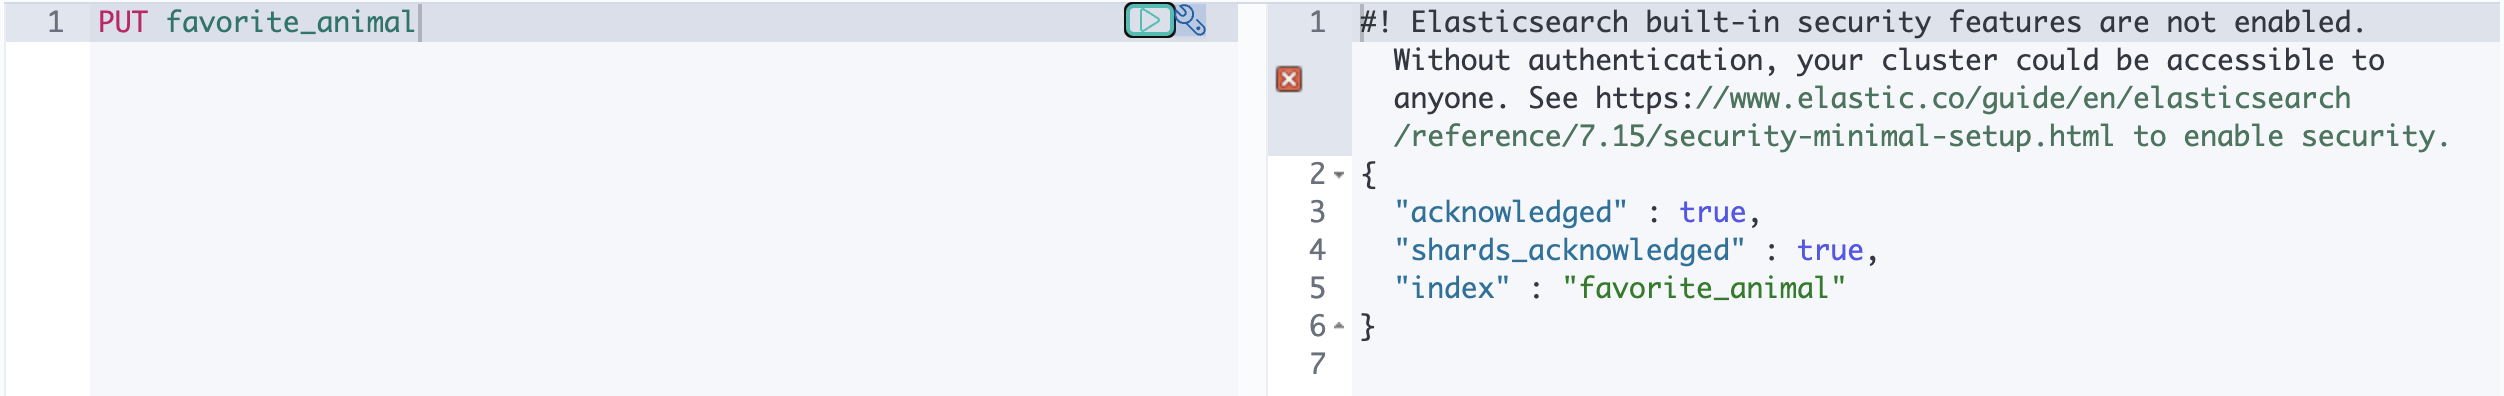 1 PUT favorite_animal
1 #! Elasticsearch built-in security features are not enabled.
Without authentication, your cluster could be accessible to
anyone. See https://www.elastic.co/guide/en/elasticsearch
/reference/7.15/security-minimal-setup.html to enable security.
2 {
3 "acknowledged" : true,
4 "shards_acknowledged" : true,
5 "index" : "favorite_animal"
6 }
7